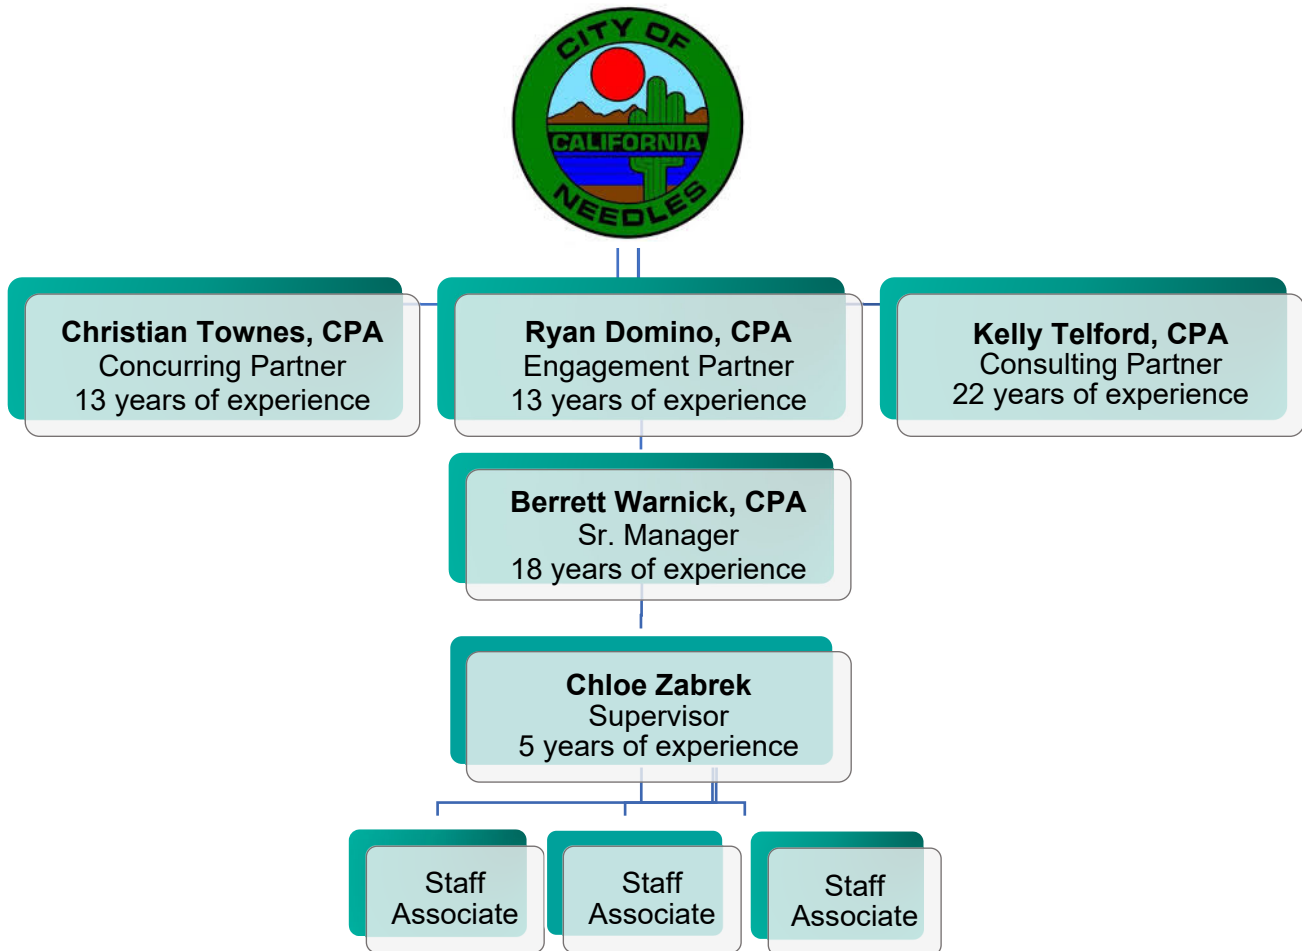 CITY OF
CALIFORNIA
NEEDLES
Christian Townes, CPA
Concurring Partner
13 years of experience
Ryan Domino, CPA
Engagement Partner
13 years of experience
Kelly Telford, CPA
Consulting Partner
22 years of experience
Berrett Warnick, CPA
Sr. Manager
18 years of experience
Chloe Zabrek
Supervisor
5 years of experience
Staff
Associate
Staff
Associate
Staff
Associate